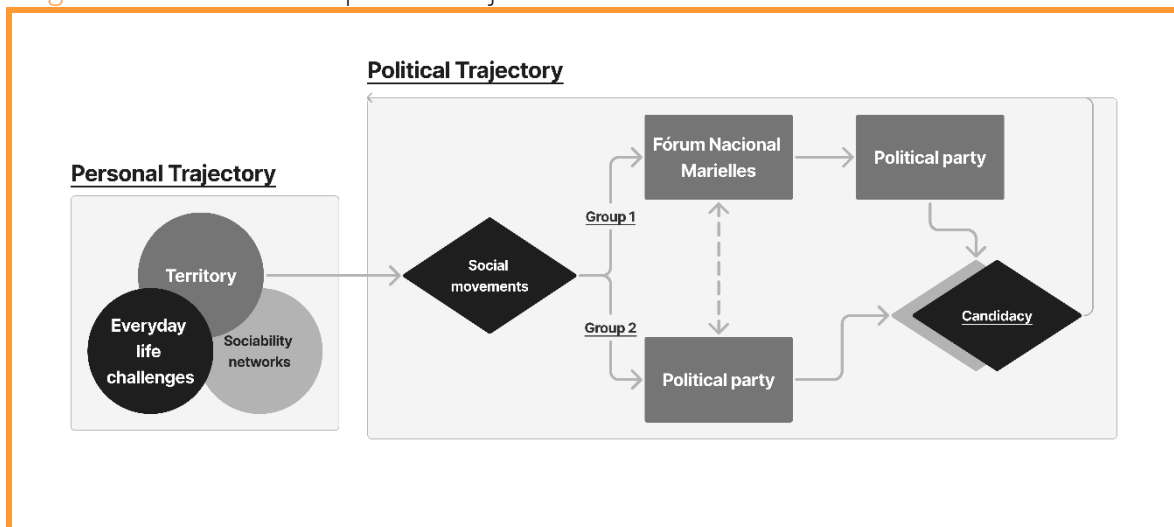 Political Trajectory
Personal Trajectory
Territory
Everyday
life
challenges
Sociability
networks
Social
movements
Group 1
Group 2
Fórum Nacional
Marielles
Political party
Political party
Candidacy